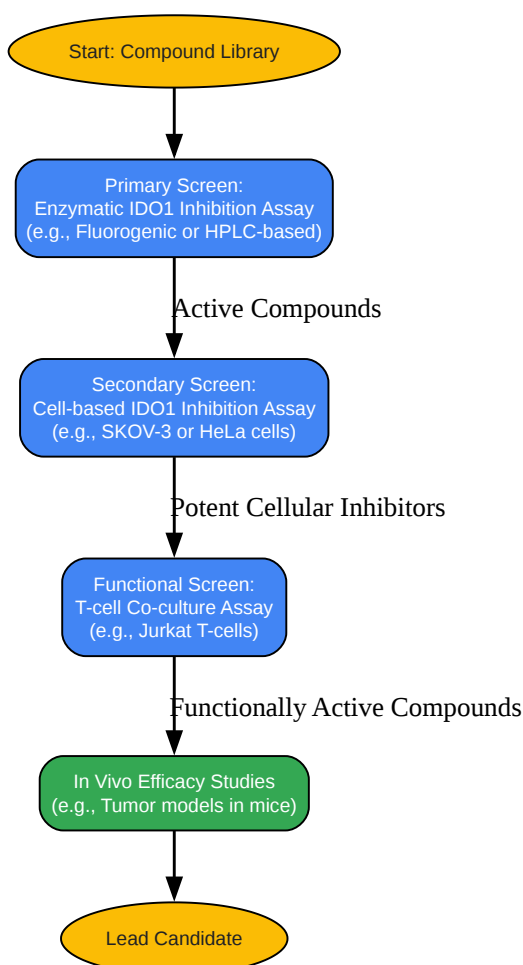 Start: Compound Library
Primary Screen:
Enzymatic IDO1 Inhibition Assay
(e.g., Fluorogenic or HPLC-based)
Active Compounds
Secondary Screen:
Cell-based IDO1 Inhibition Assay
(e.g., SKOV-3 or HeLa cells)
Potent Cellular Inhibitors
Functional Screen:
T-cell Co-culture Assay
(e.g., Jurkat T-cells)
Functionally Active Compounds
In Vivo Efficacy Studies
(e.g., Tumor models in mice)
Lead Candidate